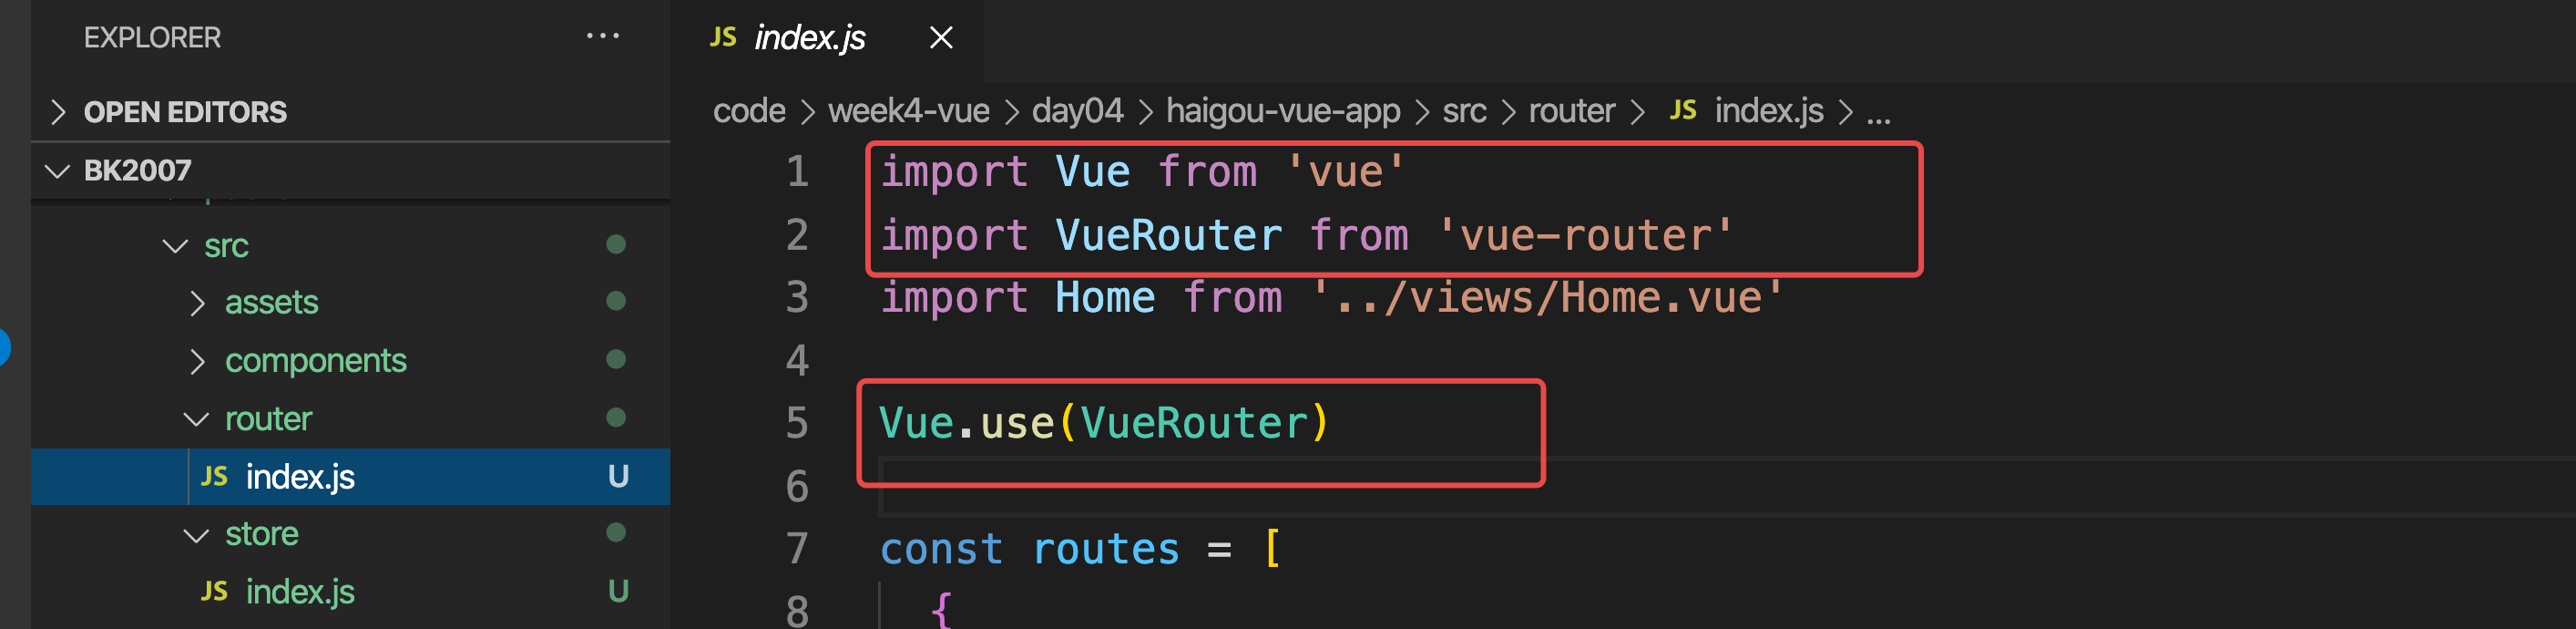 EXPLORER ...
OPEN EDITORS
BK2007
src
assets
components
router
JS index.js U
store
JS index.js U
JS index.js
code > week4-vue > day04 > haigou-vue-app > src > router > JS index.js > ...
1 import Vue from 'vue'
2 import VueRouter from 'vue-router'
3 import Home from '../views/Home.vue'
4
5 Vue.use(VueRouter)
6
7 const routes = [
8 {